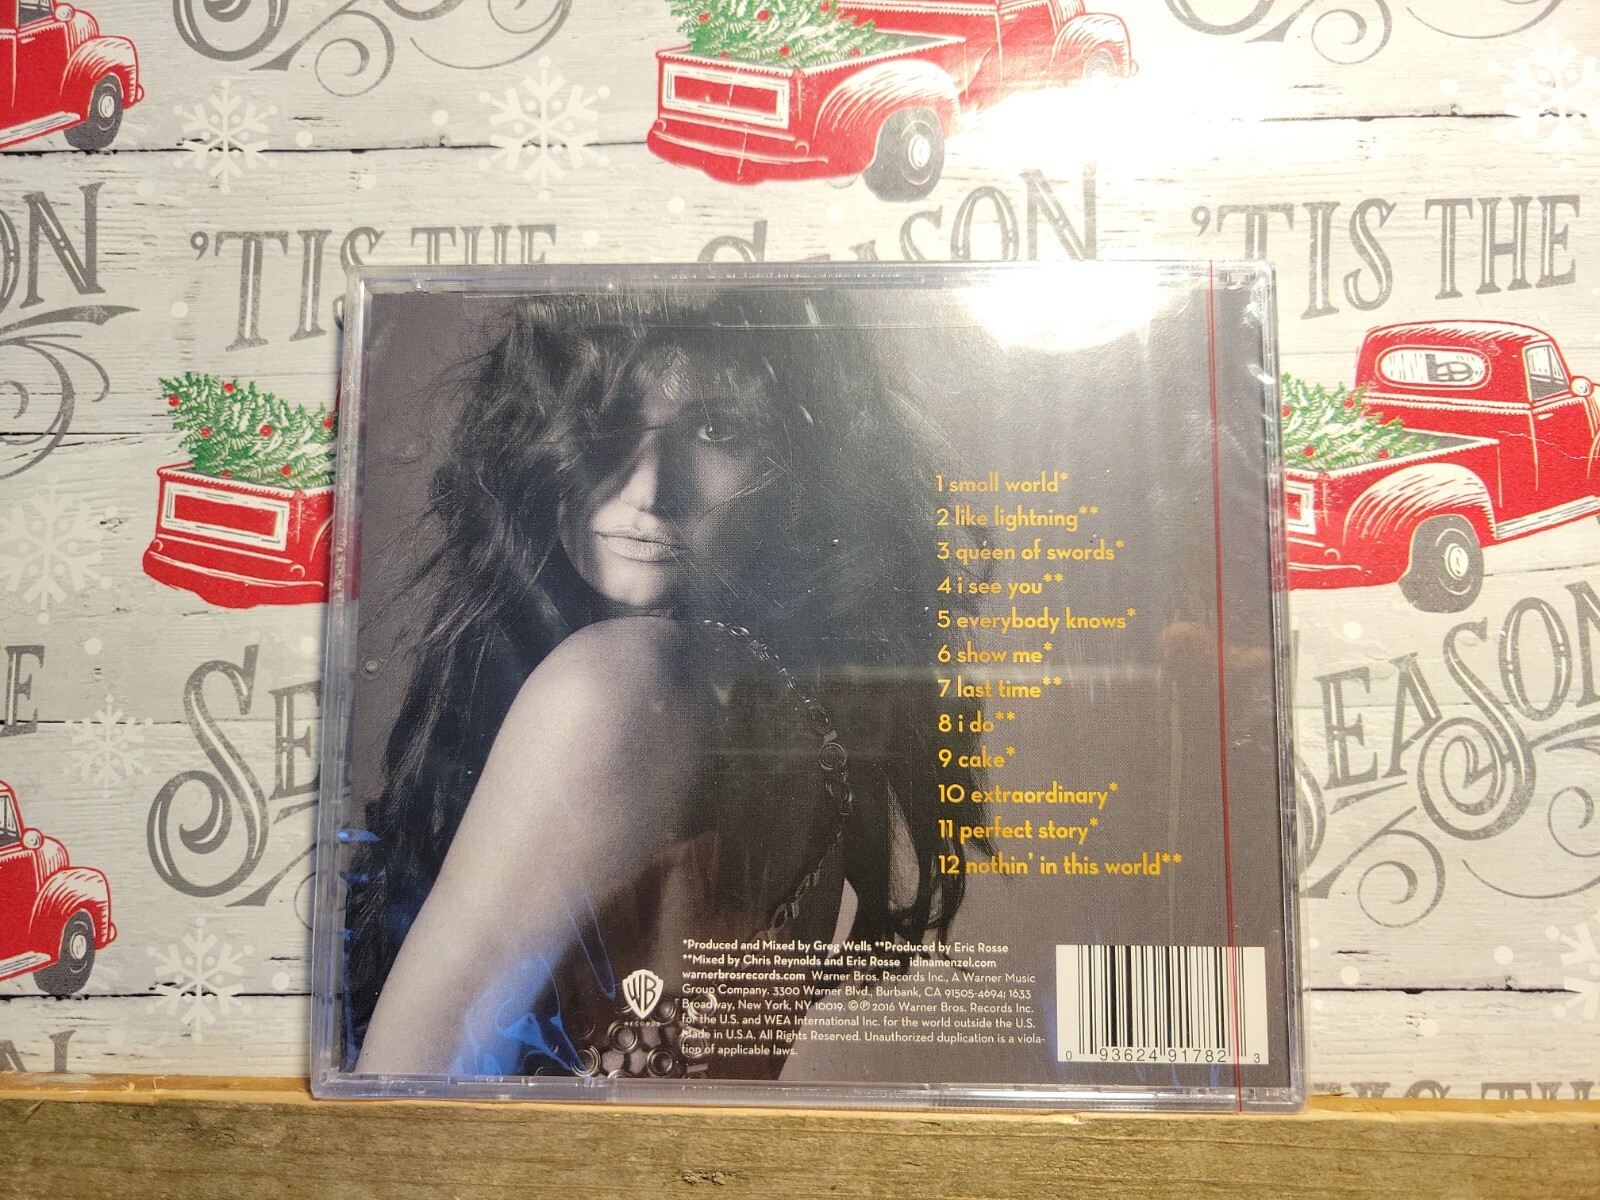 ON
'TIS THE
SEASON
'TIS THE
SEASON
SEASON
1 small world*
2 like lightning**
3 queen of swords*
4 i see you**
5 everybody knows*
6 show me*
7 last time**
8 i do**
9 cake*
10 extraordinary*
11 perfect story*
12 nothin' in this world**
*Produced and Mixed by Greg Wells **Produced by Eric Rosse
**Mixed by Chris Reynolds and Eric Rosse idinamenzel.com
warnerbrosrecords.com Warner Bros. Records Inc., A Warner Music
Group Company. 3300 Warner Blvd., Burbank, CA 91505-4694; 1633
Broadway, New York, NY 10019. ©℗ 2016 Warner Bros. Records Inc.
for the U.S. and WEA International Inc. for the world outside the U.S.
Made in U.S.A. All Rights Reserved. Unauthorized duplication is a viola-
tion of applicable laws.
WB
RECORDS
0 93624 91782 3